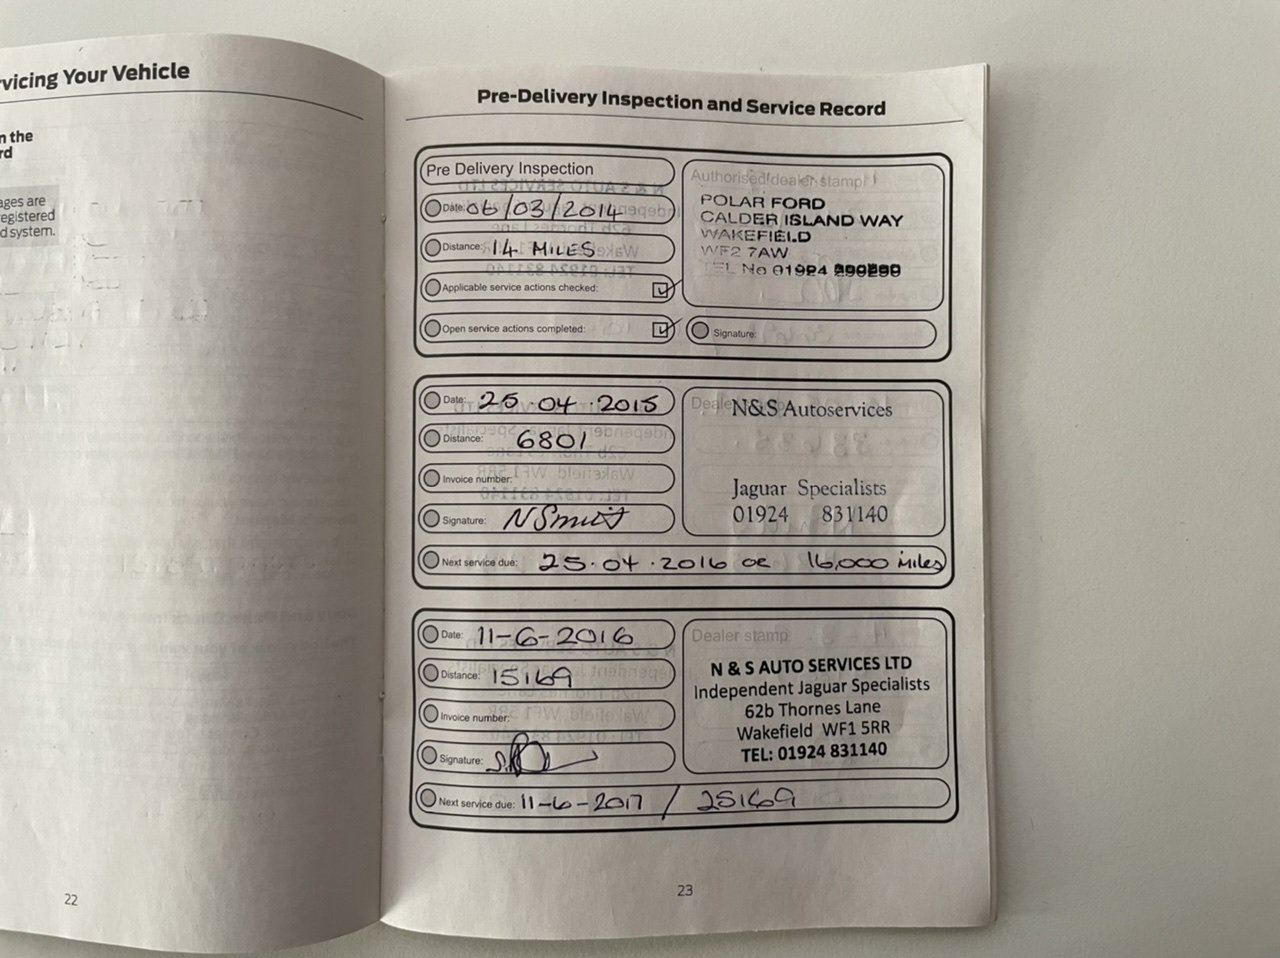 rvicing Your Vehicle
n the
rd
ages are
registered
d system.
22
Pre-Delivery Inspection and Service Record
Pre Delivery Inspection
Date: 06/03/2014
Distance: 14 MILES
Applicable service actions checked:
Open service actions completed:
Authorised dealer stamp
POLAR FORD
CALDER ISLAND WAY
WAKEFIELD
WF2 7AW
TEL No 01924
Signature:
Date: 25.04.2015
Distance: 6801
Invoice number:
Signature: N Smith
Dealer
N&S Autoservices
Jaguar Specialists
01924 831140
Next service due: 25.04.2016 OR 16,000 miles
Date: 11-6-2016
Distance: 15169
Invoice number:
Signature:
Dealer stamp
N & S AUTO SERVICES LTD
Independent Jaguar Specialists
62b Thornes Lane
Wakefield WF1 5RR
TEL: 01924 831140
Next service due: 11-6-2017 / 25169
23